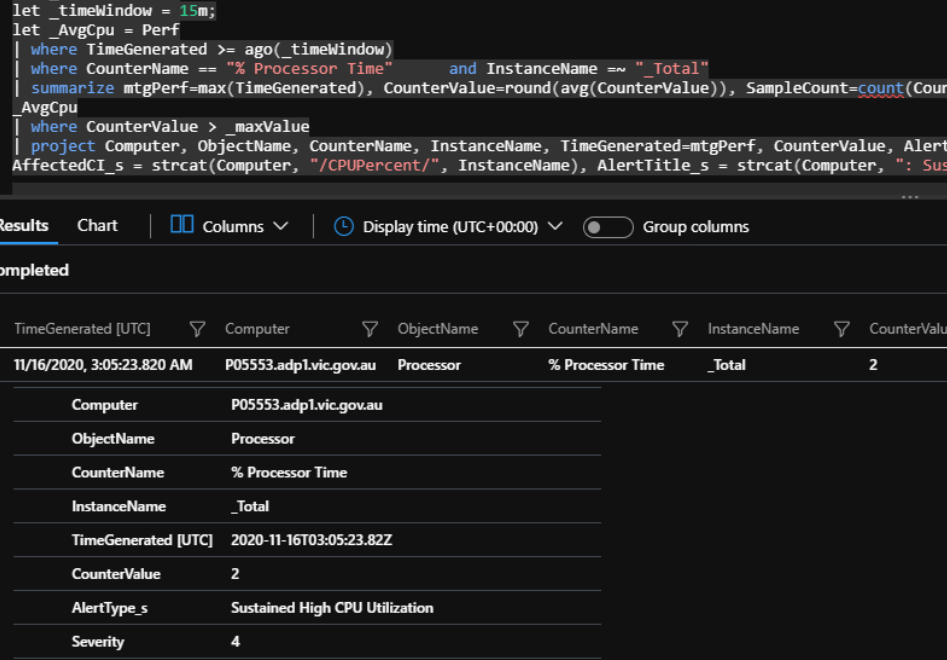 let _timeWindow = 15m;
let _AvgCpu = Perf
| where TimeGenerated >= ago(_timeWindow)
| where CounterName == "% Processor Time" and InstanceName =~ "_Total"
| summarize mtgPerf=max(TimeGenerated), CounterValue=round(avg(CounterValue)), SampleCount=count(Cour
_AvgCpu
| where CounterValue > _maxValue
| project Computer, ObjectName, CounterName, InstanceName, TimeGenerated=mtgPerf, CounterValue, Alert
AffectedCI_s = strcat(Computer, "/CPUPercent/", InstanceName), AlertTitle_s = strcat(Computer, ": Sus
...
Results Chart Columns Display time (UTC+00:00) Group columns
ompleted
TimeGenerated [UTC] Computer ObjectName CounterName InstanceName CounterValu
11/16/2020, 3:05:23.820 AM P05553.adp1.vic.gov.au Processor % Processor Time _Total 2
Computer P05553.adp1.vic.gov.au
ObjectName Processor
CounterName % Processor Time
InstanceName _Total
TimeGenerated [UTC] 2020-11-16T03:05:23.82Z
CounterValue 2
AlertType_s Sustained High CPU Utilization
Severity 4